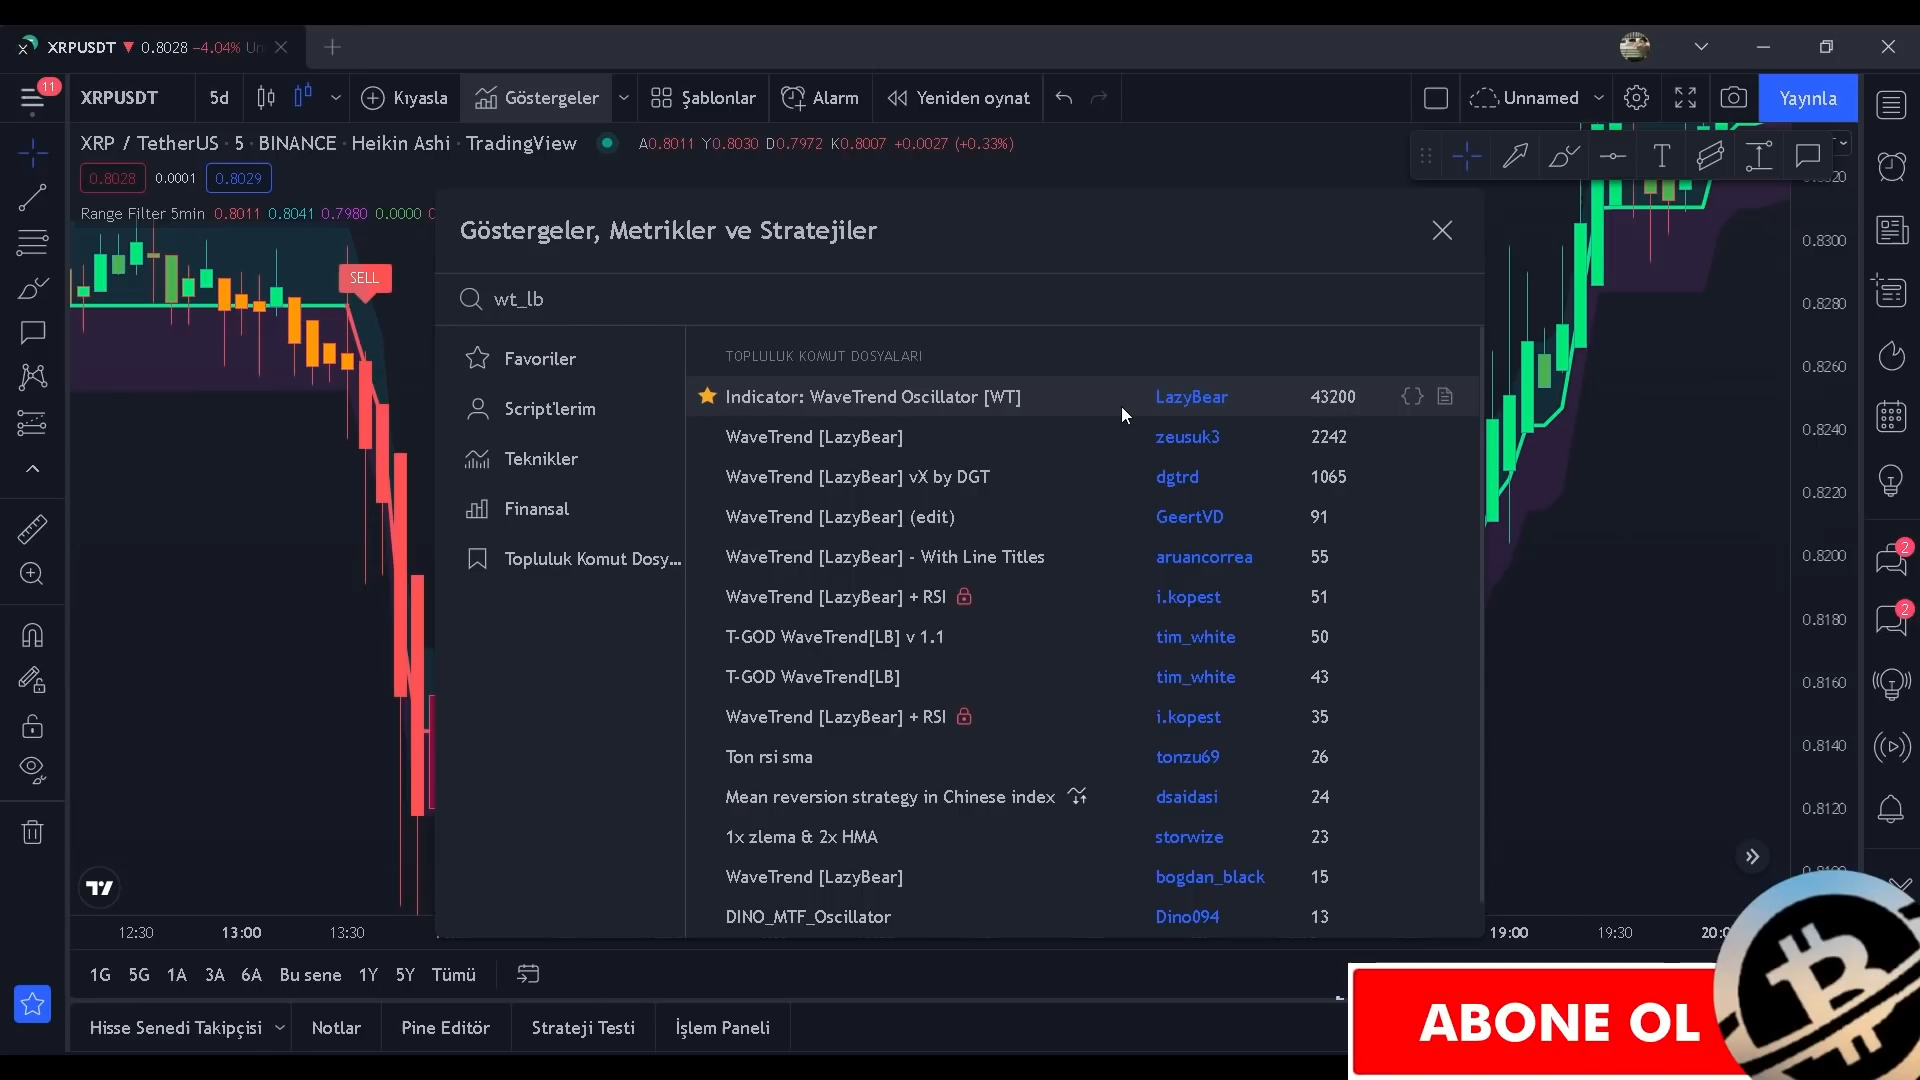 XRPUSDT ▼ 0.8028 −4.04% Un
11
XRPUSDT 5d Kıyasla Göstergeler Şablonlar Alarm Yeniden oynat Unnamed Yayınla
XRP / TetherUS · 5 · BINANCE · Heikin Ashi · TradingView A0.8011 Y0.8030 D0.7972 K0.8007 +0.0027 (+0.33%)
0.8028 0.0001 0.8029
Range Filter 5min 0.8011 0.8041 0.7980 0.0000
SELL
Göstergeler, Metrikler ve Stratejiler
wt_lb
Favoriler
Script'lerim
Teknikler
Finansal
Topluluk Komut Dosy...
TOPLULUK KOMUT DOSYALARI
Indicator: WaveTrend Oscillator [WT] LazyBear 43200
WaveTrend [LazyBear] zeusuk3 2242
WaveTrend [LazyBear] vX by DGT dgtrd 1065
WaveTrend [LazyBear] (edit) GeertVD 91
WaveTrend [LazyBear] - With Line Titles aruancorrea 55
WaveTrend [LazyBear] + RSI i.kopest 51
T-GOD WaveTrend[LB] v 1.1 tim_white 50
T-GOD WaveTrend[LB] tim_white 43
WaveTrend [LazyBear] + RSI i.kopest 35
Ton rsi sma tonzu69 26
Mean reversion strategy in Chinese index dsaidasi 24
1x zlema & 2x HMA storwize 23
WaveTrend [LazyBear] bogdan_black 15
DINO_MTF_Oscillator Dino094 13
0.8300
0.8280
0.8260
0.8240
0.8220
0.8200
0.8180
0.8160
0.8140
0.8120
2
2
12:30 13:00 13:30 19:00 19:30
1G 5G 1A 3A 6A Bu sene 1Y 5Y Tümü
Hisse Senedi Takipçisi Notlar Pine Editör Strateji Testi İşlem Paneli
ABONE OL